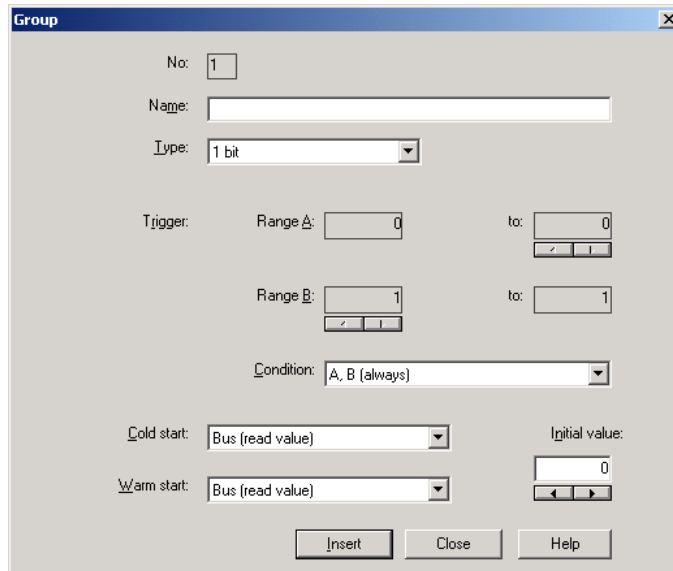 Group
No: 1
Name:
Type: 1 bit
Trigger: Range A: 0 to: 0
Range B: 1 to: 1
Condition: A, B (always)
Cold start: Bus (read value) Initial value:
0
Warm start: Bus (read value)
Insert Close Help